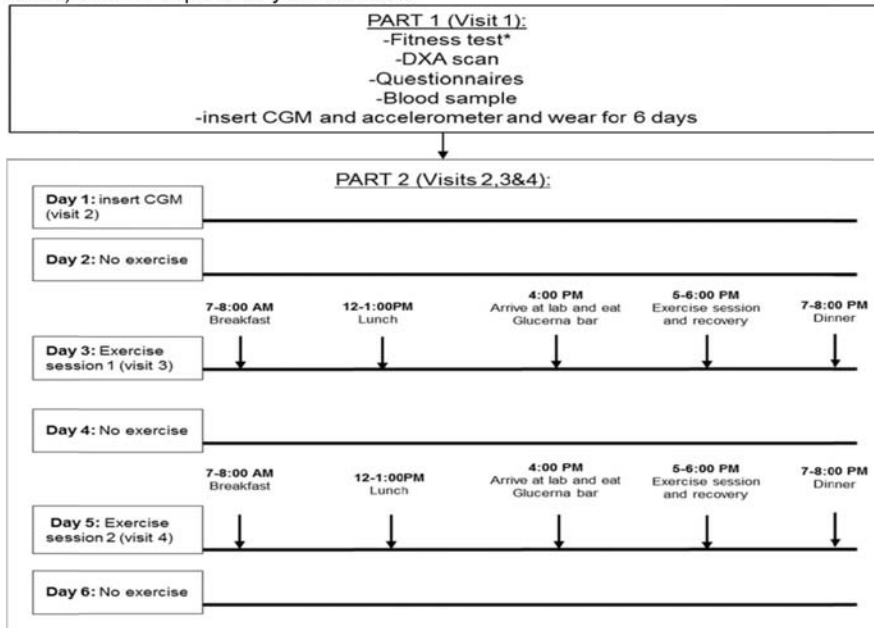 PART 1 (Visit 1):
-Fitness test*
-DXA scan
-Questionnaires
-Blood sample
-insert CGM and accelerometer and wear for 6 days
PART 2 (Visits 2,3&4):
Day 1: insert CGM
(visit 2)
Day 2: No exercise
7-8:00 AM
Breakfast
12-1:00PM
Lunch
4:00 PM
Arrive at lab and eat
Glucerna bar
5-6:00 PM
Exercise session
and recovery
7-8:00 PM
Dinner
Day 3: Exercise
session 1 (visit 3)
Day 4: No exercise
7-8:00 AM
Breakfast
12-1:00PM
Lunch
4:00 PM
Arrive at lab and eat
Glucerna bar
5-6:00 PM
Exercise session
and recovery
7-8:00 PM
Dinner
Day 5: Exercise
session 2 (visit 4)
Day 6: No exercise